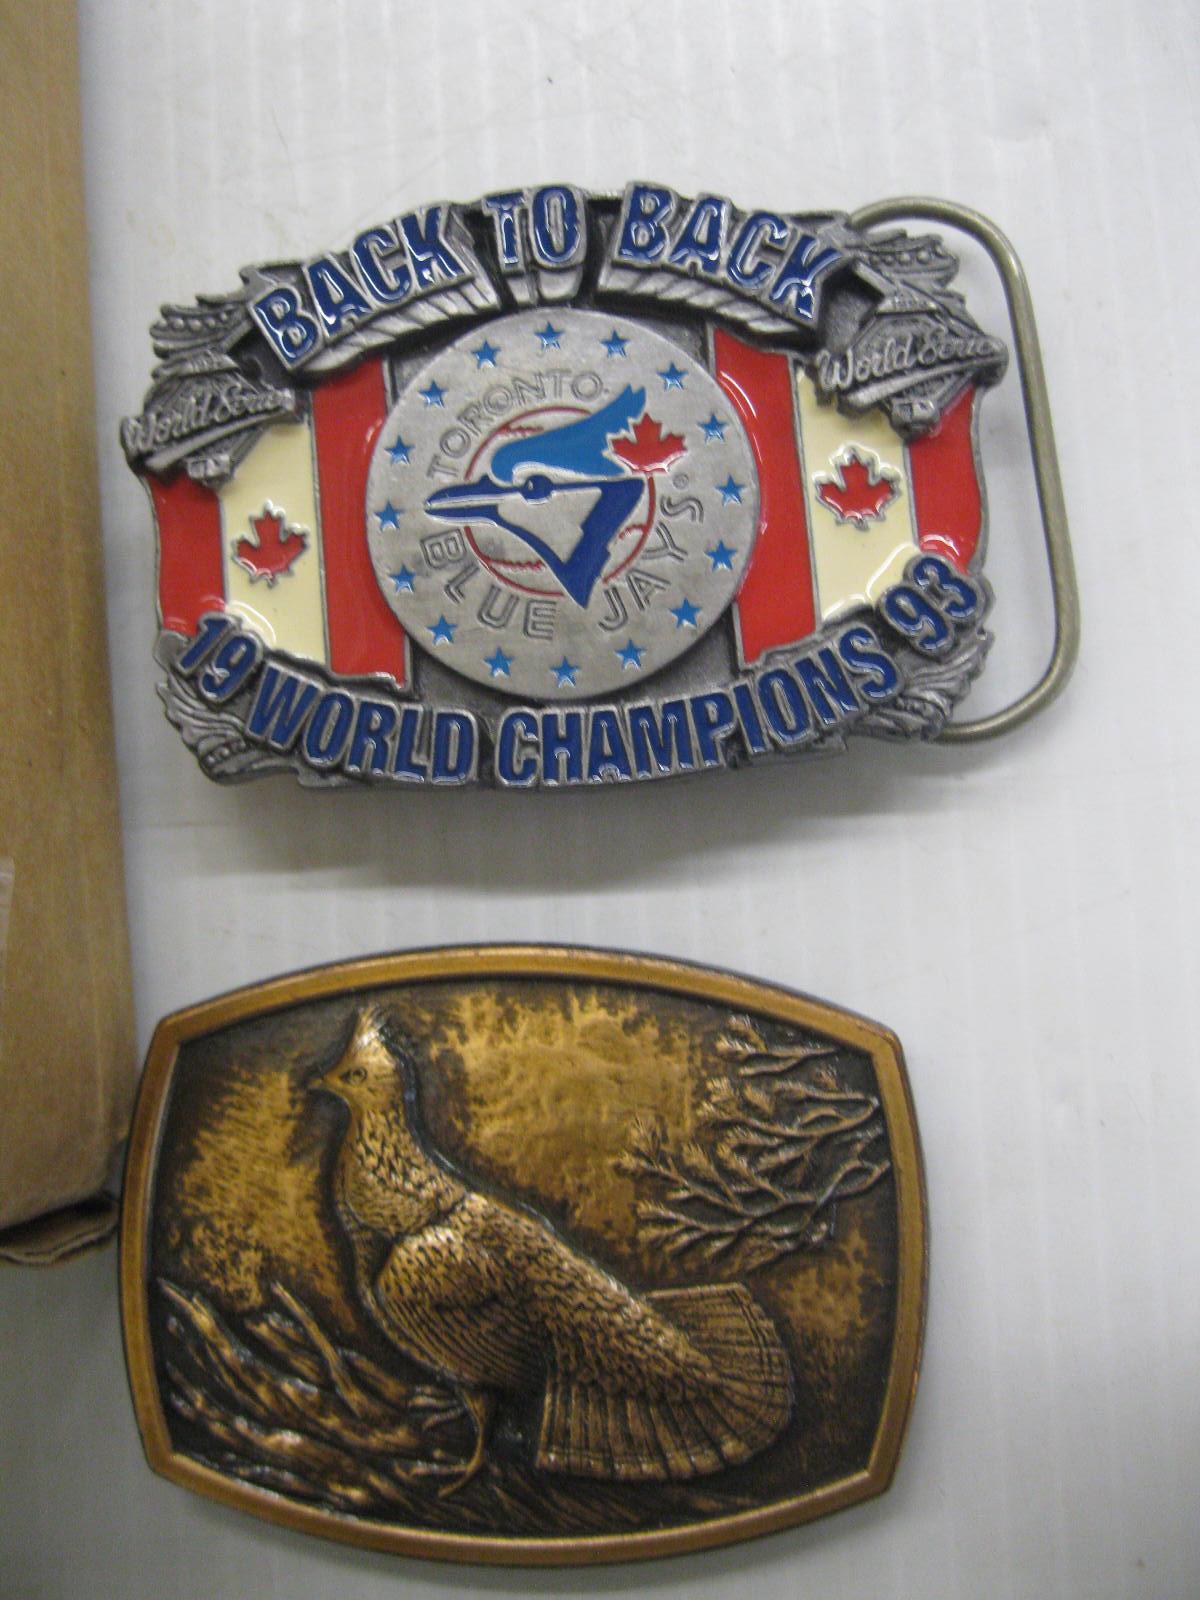 BACK TO BACK
World Series
World Series
TORONTO
BLUE JAYS
19 WORLD CHAMPIONS 93